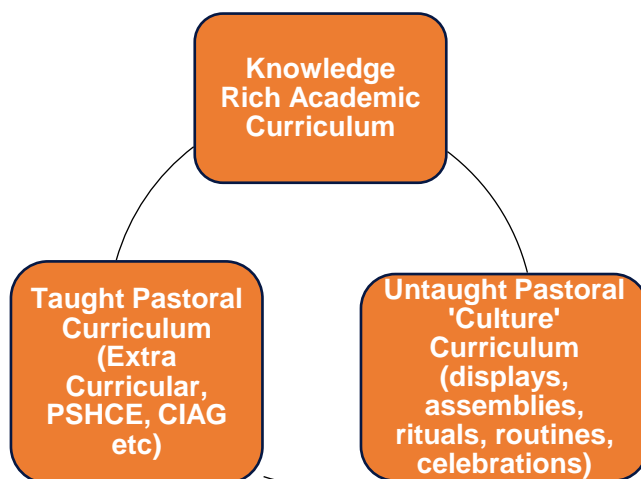 Knowledge
Rich Academic
Curriculum
Taught Pastoral
Curriculum
(Extra
Curricular,
PSHCE, CIAG
etc)
Untaught Pastoral
'Culture'
Curriculum
(displays,
assemblies,
rituals, routines,
celebrations)